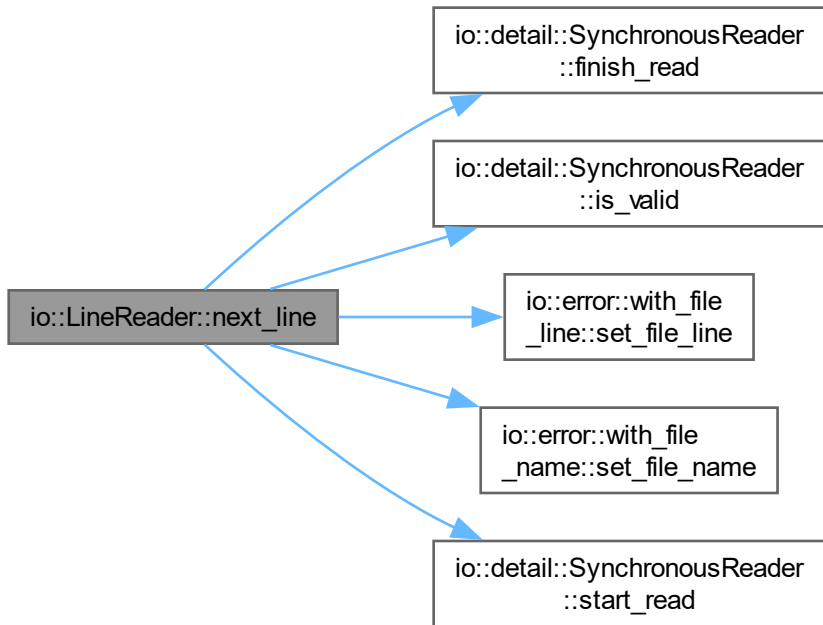 io::detail::SynchronousReader
::finish_read
io::detail::SynchronousReader
::is_valid
io::LineReader::next_line
io::error::with_file
_line::set_file_line
io::error::with_file
_name::set_file_name
io::detail::SynchronousReader
::start_read